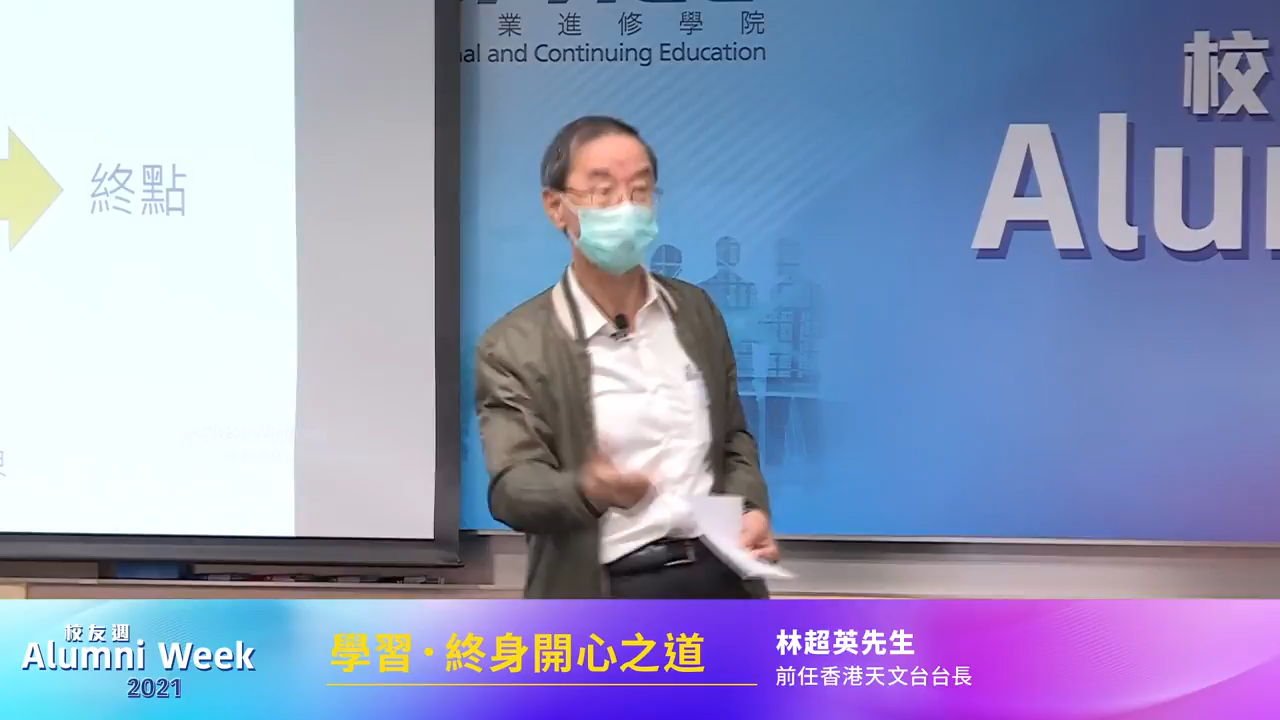 業進修學院
nal and Continuing Education
校
Alu
終點
校友週
Alumni Week
2021
學習·終身開心之道
林超英先生
前任香港天文台台長